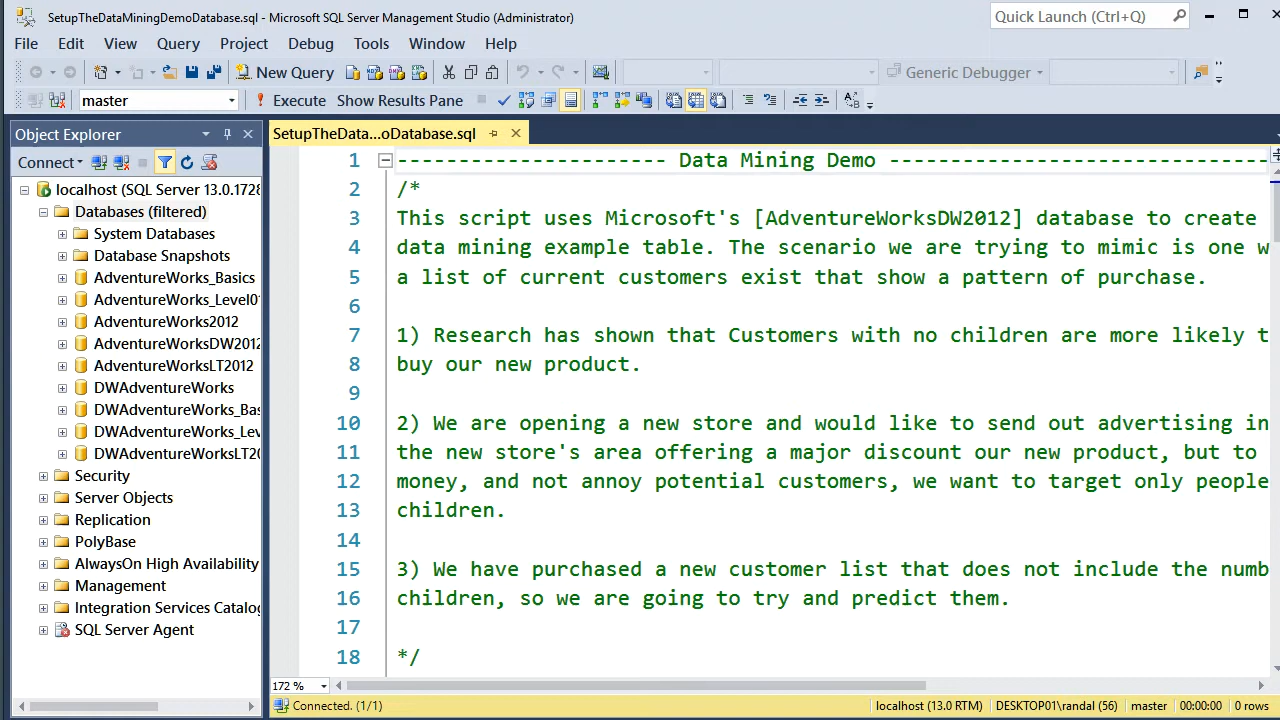 SetupTheDataMiningDemoDatabase.sql - Microsoft SQL Server Management Studio (Administrator)
Quick Launch (Ctrl+Q)
File Edit View Query Project Debug Tools Window Help
New Query
Generic Debugger
master
Execute Show Results Pane
Object Explorer
SetupTheData...oDatabase.sql
Connect
localhost (SQL Server 13.0.1728
Databases (filtered)
System Databases
Database Snapshots
AdventureWorks_Basics
AdventureWorks_Level01
AdventureWorks2012
AdventureWorksDW2012
AdventureWorksLT2012
DWAdventureWorks
DWAdventureWorks_Bas
DWAdventureWorks_Lev
DWAdventureWorksLT20
Security
Server Objects
Replication
PolyBase
AlwaysOn High Availability
Management
Integration Services Catalog
SQL Server Agent
1 ---------------------- Data Mining Demo -------------------------------
2 /*
3 This script uses Microsoft's [AdventureWorksDW2012] database to create
4 data mining example table. The scenario we are trying to mimic is one w
5 a list of current customers exist that show a pattern of purchase.
6
7 1) Research has shown that Customers with no children are more likely t
8 buy our new product.
9
10 2) We are opening a new store and would like to send out advertising in
11 the new store's area offering a major discount our new product, but to
12 money, and not annoy potential customers, we want to target only people
13 children.
14
15 3) We have purchased a new customer list that does not include the numb
16 children, so we are going to try and predict them.
17
18 */
172 %
Connected. (1/1)
localhost (13.0 RTM) DESKTOP01\randal (56) master 00:00:00 0 rows